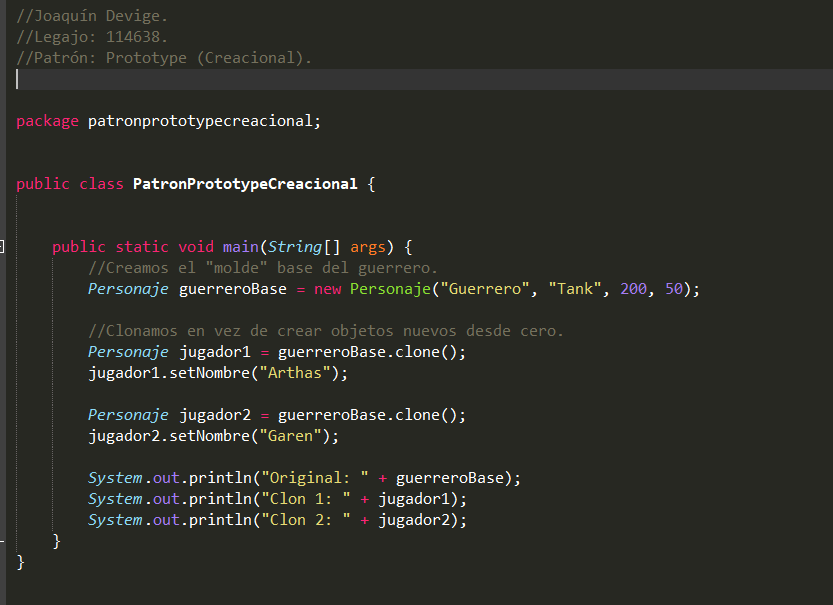 //Joaquín Devige.
//Legajo: 114638.
//Patrón: Prototype (Creacional).
package patronprototypecreacional;
public class PatronPrototypeCreacional {
public static void main(String[] args) {
//Creamos el "molde" base del guerrero.
Personaje guerreroBase = new Personaje("Guerrero", "Tank", 200, 50);
//Clonamos en vez de crear objetos nuevos desde cero.
Personaje jugador1 = guerreroBase.clone();
jugador1.setNombre("Arthas");
Personaje jugador2 = guerreroBase.clone();
jugador2.setNombre("Garen");
System.out.println("Original: " + guerreroBase);
System.out.println("Clon 1: " + jugador1);
System.out.println("Clon 2: " + jugador2);
}
}